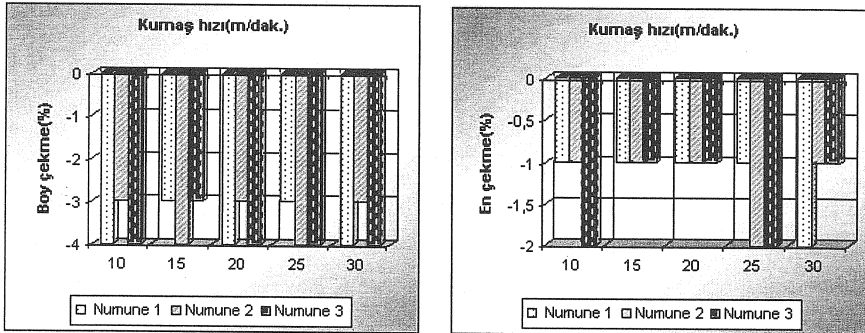 Kumaş hızı(m/dak.)
Boy çekme(%)
0
-1
-2
-3
-4
10 15 20 25 30
Numune 1 Numune 2 Numune 3
Kumaş hızı(m/dak.)
En çekme(%)
0
-0,5
-1
-1,5
-2
10 15 20 25 30
Numune 1 Numune 2 Numune 3